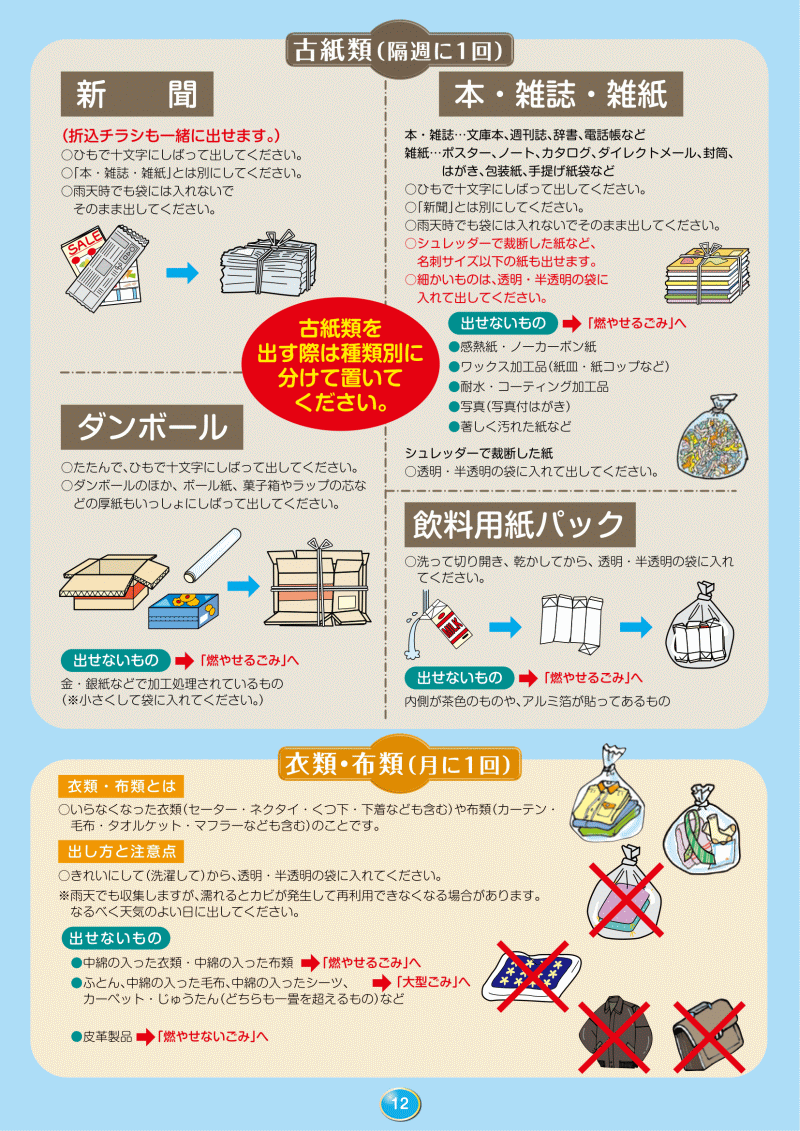 古紙類(隔週に1回)
新聞
(折込チラシも一緒に出せます。)
○ひもで十文字にしばって出してください。
○「本・雑誌・雑紙」とは別にしてください。
○雨天時でも袋には入れないで
そのまま出してください。
SALE
本・雑誌・雑紙
本・雑誌…文庫本、週刊誌、辞書、電話帳など
雑紙…ポスター、ノート、カタログ、ダイレクトメール、封筒、
はがき、包装紙、手提げ紙袋など
○ひもで十文字にしばって出してください。
○「新聞」とは別にしてください。
○雨天時でも袋には入れないでそのまま出してください。
○シュレッダーで裁断した紙など、
名刺サイズ以下の紙も出せます。
○細かいものは、透明・半透明の袋に
入れて出してください。
出せないもの
「燃やせるごみ」へ
●感熱紙・ノーカーボン紙
●ワックス加工品(紙皿・紙コップなど)
●耐水・コーティング加工品
●写真(写真付はがき)
●著しく汚れた紙など
シュレッダーで裁断した紙
○透明・半透明の袋に入れて出してください。
古紙類を
出す際は種類別に
分けて置いて
ください。
ダンボール
○たたんで、ひもで十文字にしばって出してください。
○ダンボールのほか、ボール紙、菓子箱やラップの芯な
どの厚紙もいっしょにしばって出してください。
出せないもの
「燃やせるごみ」へ
金・銀紙などで加工処理されているもの
(※小さくして袋に入れてください。)
飲料用紙パック
○洗って切り開き、乾かしてから、透明・半透明の袋に入れ
てください。
出せないもの
「燃やせるごみ」へ
内側が茶色のものや、アルミ箔が貼ってあるもの
衣類・布類(月に1回)
衣類・布類とは
○いらなくなった衣類(セーター・ネクタイ・くつ下・下着なども含む)や布類(カーテン・
毛布・タオルケット・マフラーなども含む)のことです。
出し方と注意点
○きれいにして(洗濯して)から、透明・半透明の袋に入れてください。
※雨天でも収集しますが、濡れるとカビが発生して再利用できなくなる場合があります。
なるべく天気のよい日に出してください。
出せないもの
●中綿の入った衣類・中綿の入った布類 「燃やせるごみ」へ
●ふとん、中綿の入った毛布、中綿の入ったシーツ、 「大型ごみ」へ
カーペット・じゅうたん(どちらも一畳を超えるもの)など
●皮革製品 「燃やせないごみ」へ
12